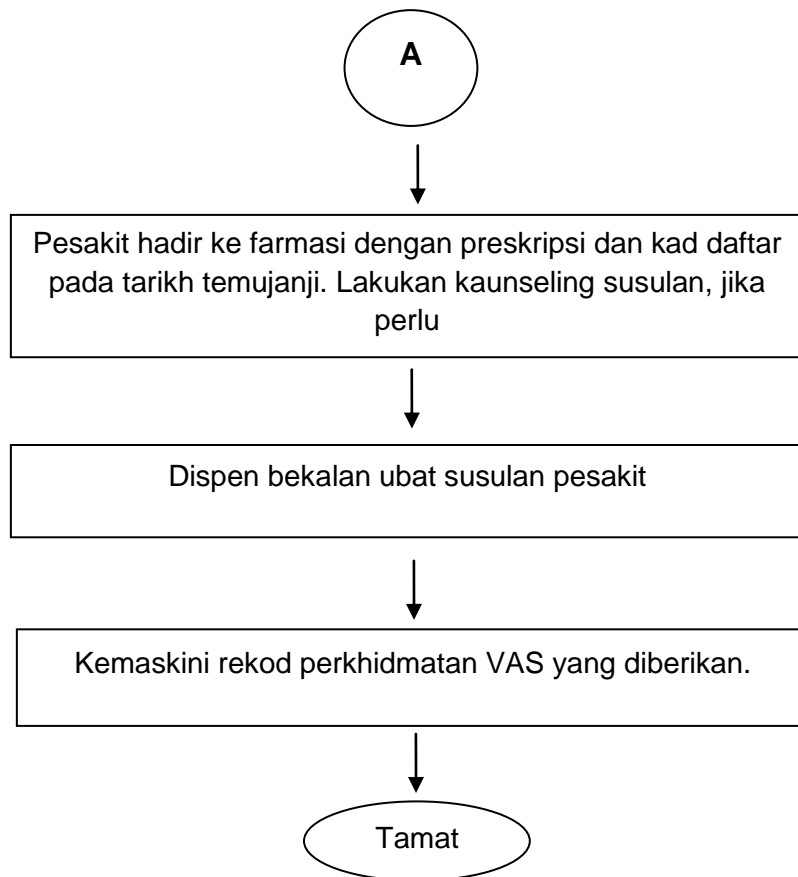 A
Pesakit hadir ke farmasi dengan preskripsi dan kad daftar
pada tarikh temujanji. Lakukan kaunseling susulan, jika
perlu
Dispen bekalan ubat susulan pesakit
Kemaskini rekod perkhidmatan VAS yang diberikan.
Tamat